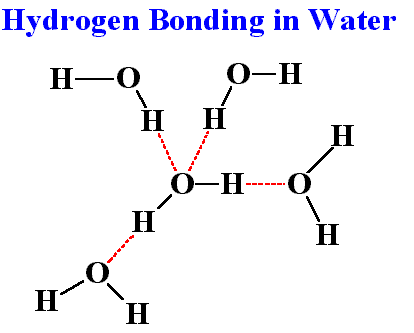 Hydrogen Bonding in Water
H O O H
H H
H
O H O
H
H
O
H H